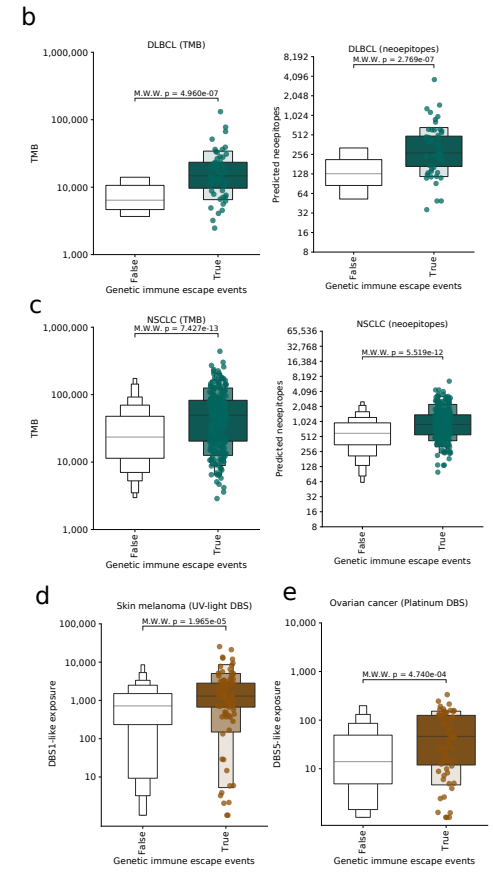 b
DLBCL (TMB)
M.W.W. p = 4.960e-07
1,000,000
100,000
10,000
1,000
TMB
False
True
Genetic immune escape events
DLBCL (neoepitopes)
M.W.W. p = 2.769e-07
8,192
4,096
2,048
1,024
512
256
128
64
32
16
8
Predicted neoepitopes
False
True
Genetic immune escape events
c
NSCLC (TMB)
M.W.W. p = 7.427e-13
1,000,000
100,000
10,000
1,000
TMB
False
True
Genetic immune escape events
NSCLC (neoepitopes)
M.W.W. p = 5.519e-12
65,536
32,768
16,384
8,192
4,096
2,048
1,024
512
256
128
64
32
16
8
Predicted neoepitopes
False
True
Genetic immune escape events
d
Skin melanoma (UV-light DBS)
M.W.W. p = 1.965e-05
100,000
10,000
1,000
100
10
DBS1-like exposure
False
True
Genetic immune escape events
e
Ovarian cancer (Platinum DBS)
M.W.W. p = 4.740e-04
10,000
1,000
100
10
DBS5-like exposure
False
True
Genetic immune escape events